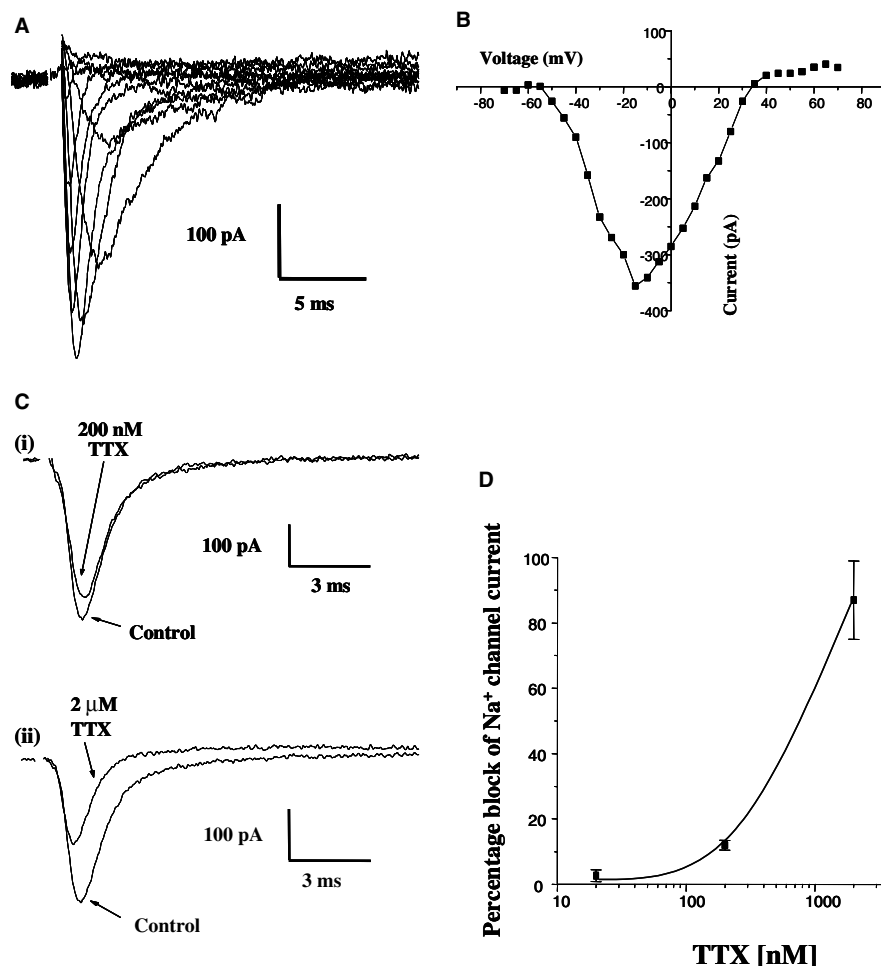 A
100 pA
5 ms
B
Voltage (mV)
100
0
-100
-200
-300
-400
-80
-60
-40
-20
0
20
40
60
80
Current (pA)
C
(i)
200 nM
TTX
100 pA
3 ms
Control
(ii)
2 μM
TTX
100 pA
3 ms
Control
D
Percentage block of Na⁺ channel current
100
80
60
40
20
0
10
100
1000
TTX [nM]